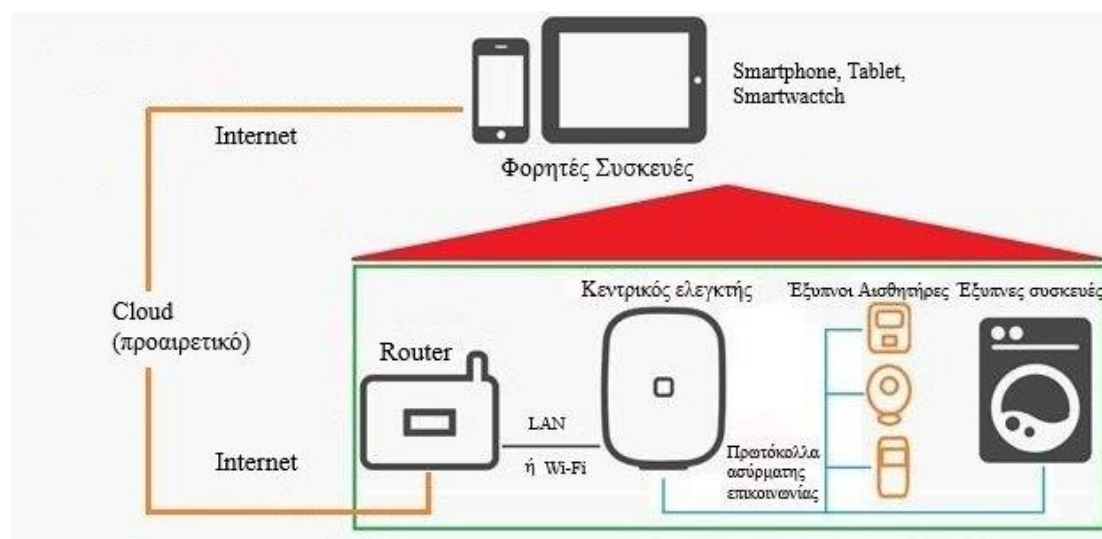 Smartphone, Tablet,
Smartwactch
Internet
Φορητές Συσκευές
Cloud
(προαιρετικό)
Κεντρικός ελεγκτής
Έξυπνοι Αισθητήρες
Έξυπνες συσκευές
Router
LAN
ή Wi-Fi
Πρωτόκολλα
ασύρματης
επικοινωνίας
Internet